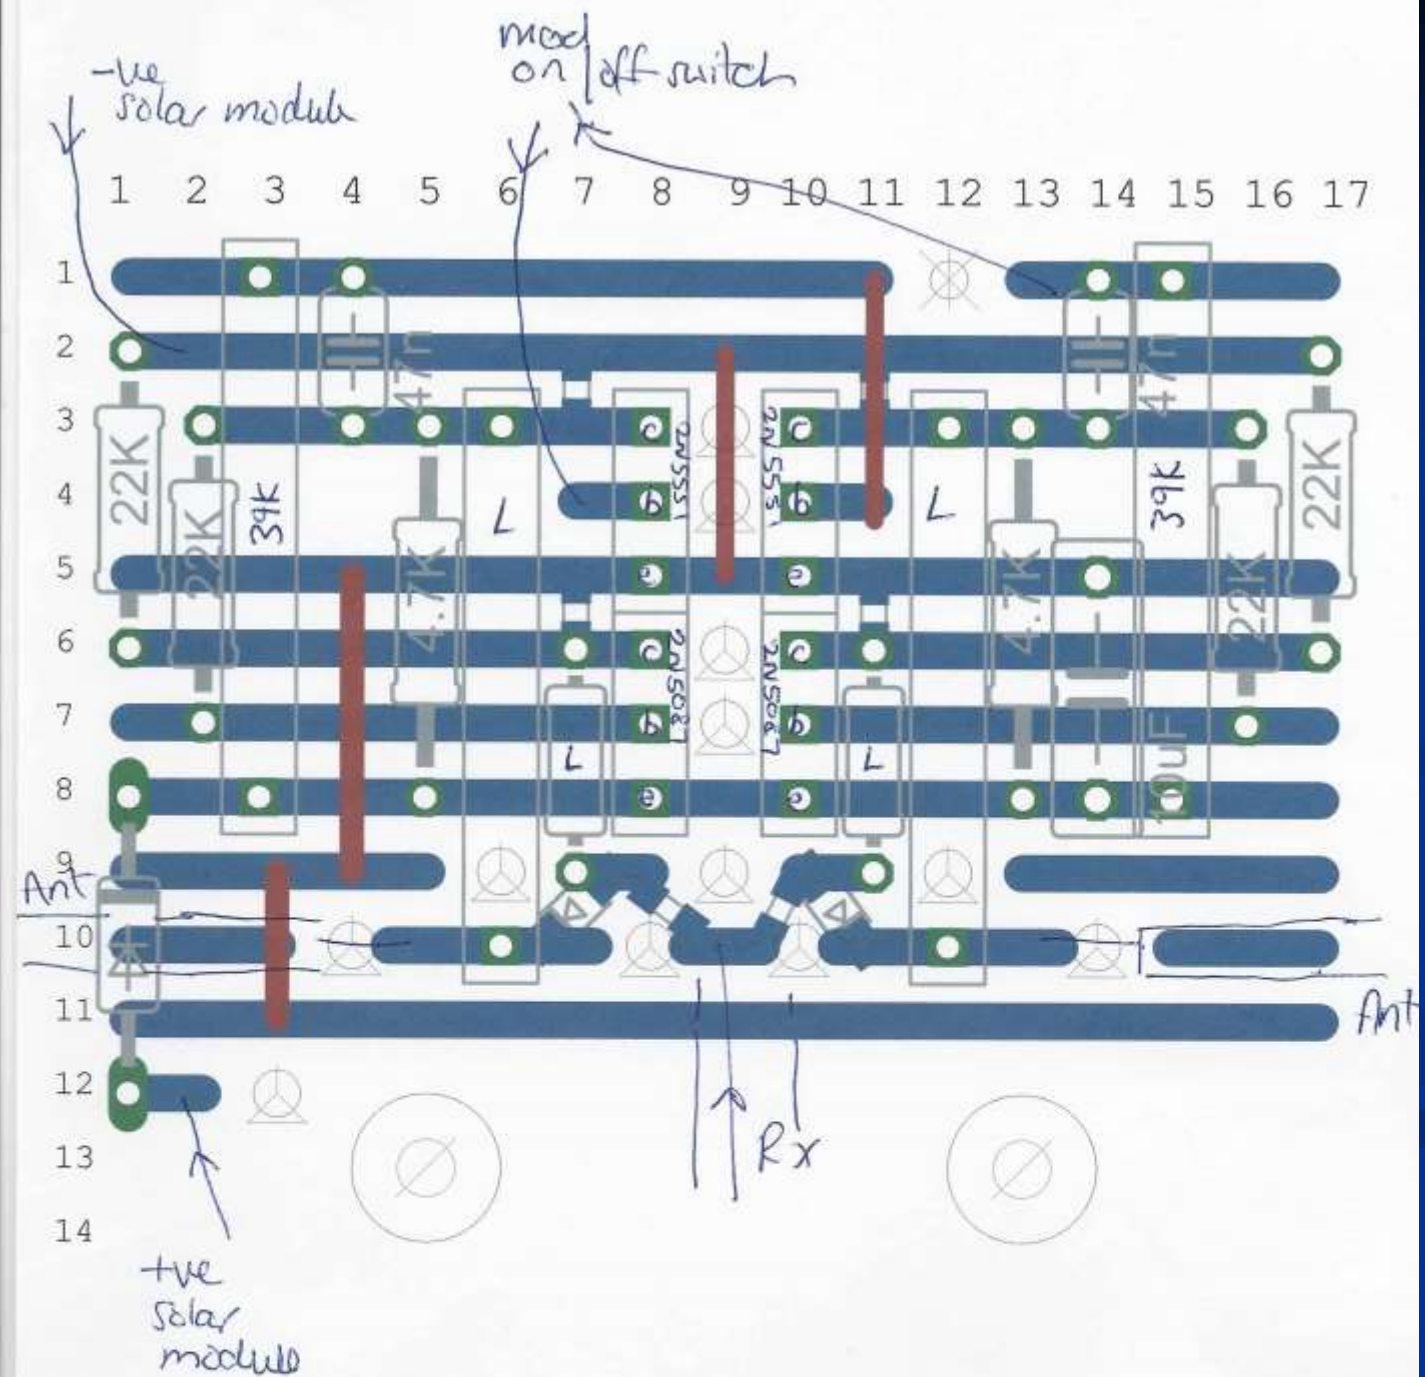 -ve
solar module
mod
on/off switch
1 2 3 4 5 6 7 8 9 10 11 12 13 14 15 16 17
1
2
3
4
5
6
7
8
9
10
11
12
13
14
22K
22K
39K
47n
4.7K
L
c
b
e
2N5551
c
b
e
2N5551
L
4.7K
47n
39K
22K
22K
10uF
L
c
b
e
2N5087
c
b
e
2N5087
L
Ant
Ant
Rx
+ve
solar
module